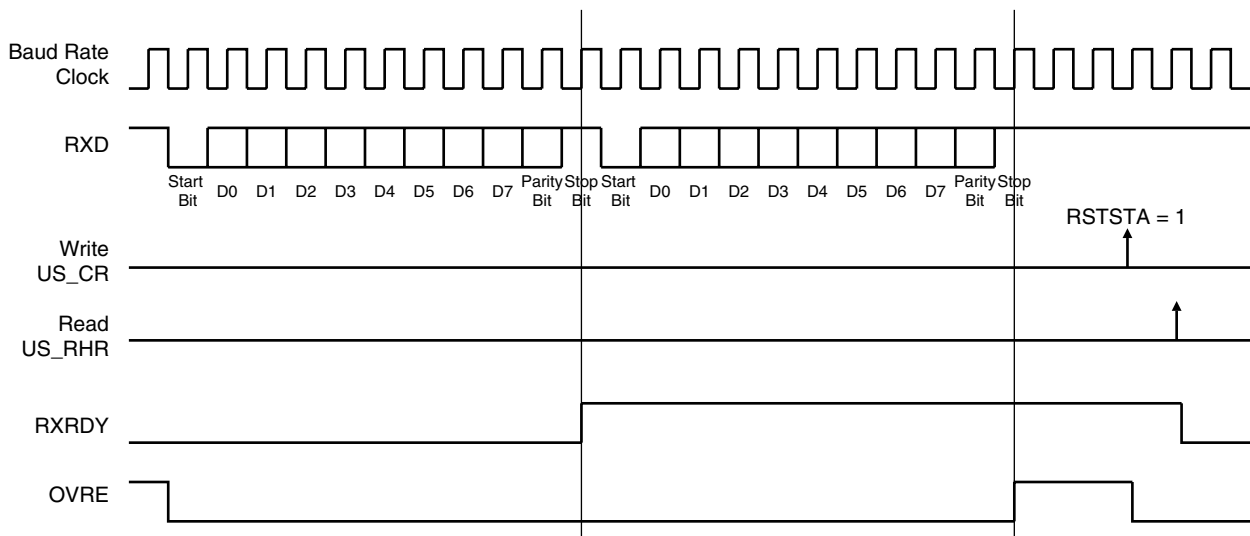 Baud Rate
Clock
RXD
Start
Bit
D0
D1
D2
D3
D4
D5
D6
D7
Parity
Bit
Stop
Bit
Start
Bit
D0
D1
D2
D3
D4
D5
D6
D7
Parity
Bit
Stop
Bit
RSTSTA = 1
Write
US_CR
Read
US_RHR
RXRDY
OVRE